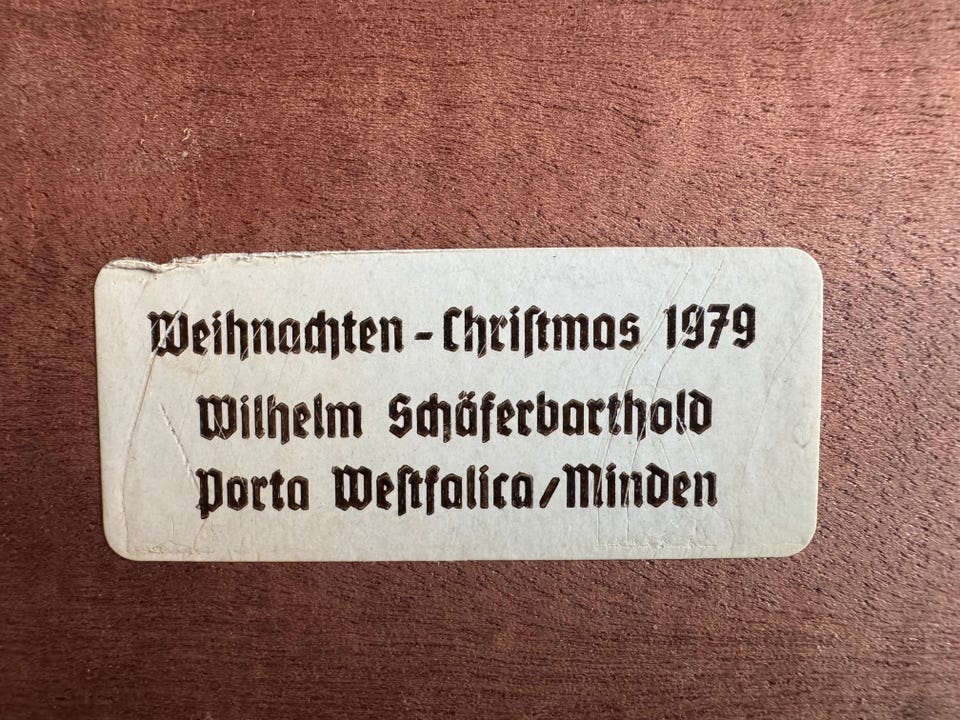 Weihnachten - Christmas 1979
Wilhelm Schäferbarthold
Porta Westfalica/Minden